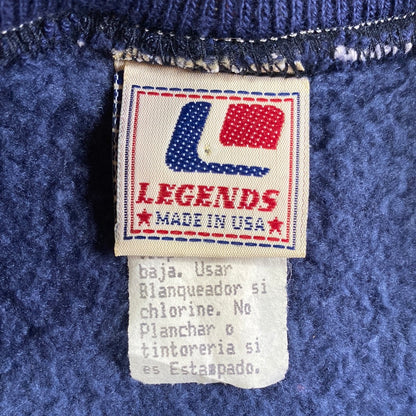 LEGENDS
MADE IN USA
baja. Usar
Blanqueador si
chlorine. No
Planchar o
tintoreria si
es Estampado.